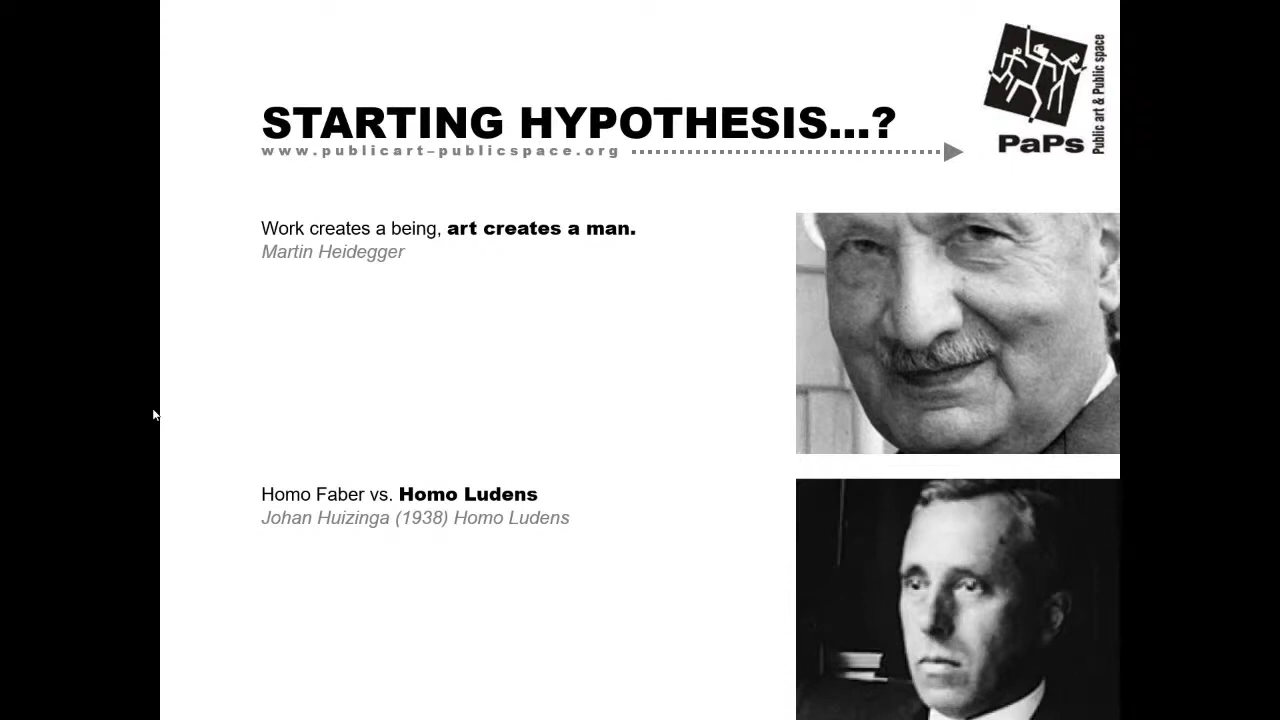 STARTING HYPOTHESIS...?
www.publicart-publicspace.org
PaPs
Public art & Public space
Work creates a being, art creates a man.
Martin Heidegger
Homo Faber vs. Homo Ludens
Johan Huizinga (1938) Homo Ludens